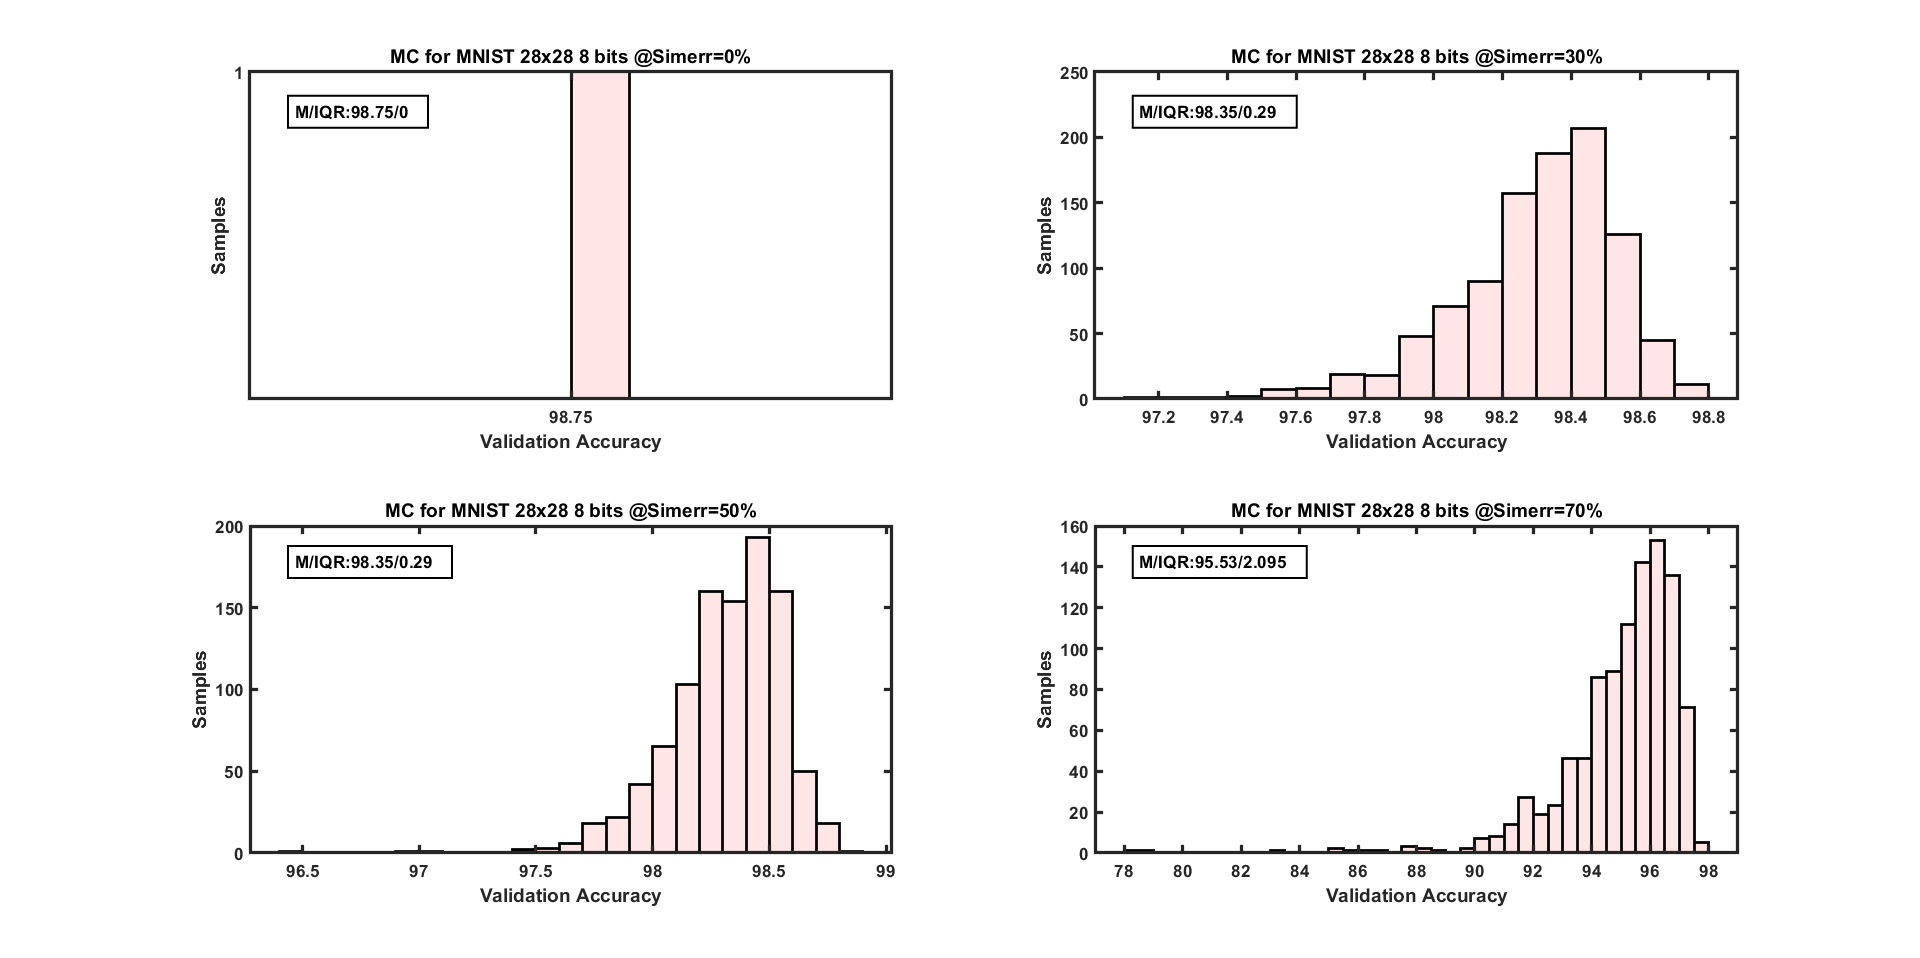 MC for MNIST 28x28 8 bits @Simerr=0%
1
M/IQR:98.75/0
Samples
98.75
Validation Accuracy
MC for MNIST 28x28 8 bits @Simerr=30%
250
200
150
100
50
0
M/IQR:98.35/0.29
Samples
97.2 97.4 97.6 97.8 98 98.2 98.4 98.6 98.8
Validation Accuracy
MC for MNIST 28x28 8 bits @Simerr=50%
200
150
100
50
0
M/IQR:98.35/0.29
Samples
96.5 97 97.5 98 98.5 99
Validation Accuracy
MC for MNIST 28x28 8 bits @Simerr=70%
160
140
120
100
80
60
40
20
0
M/IQR:95.53/2.095
Samples
78 80 82 84 86 88 90 92 94 96 98
Validation Accuracy